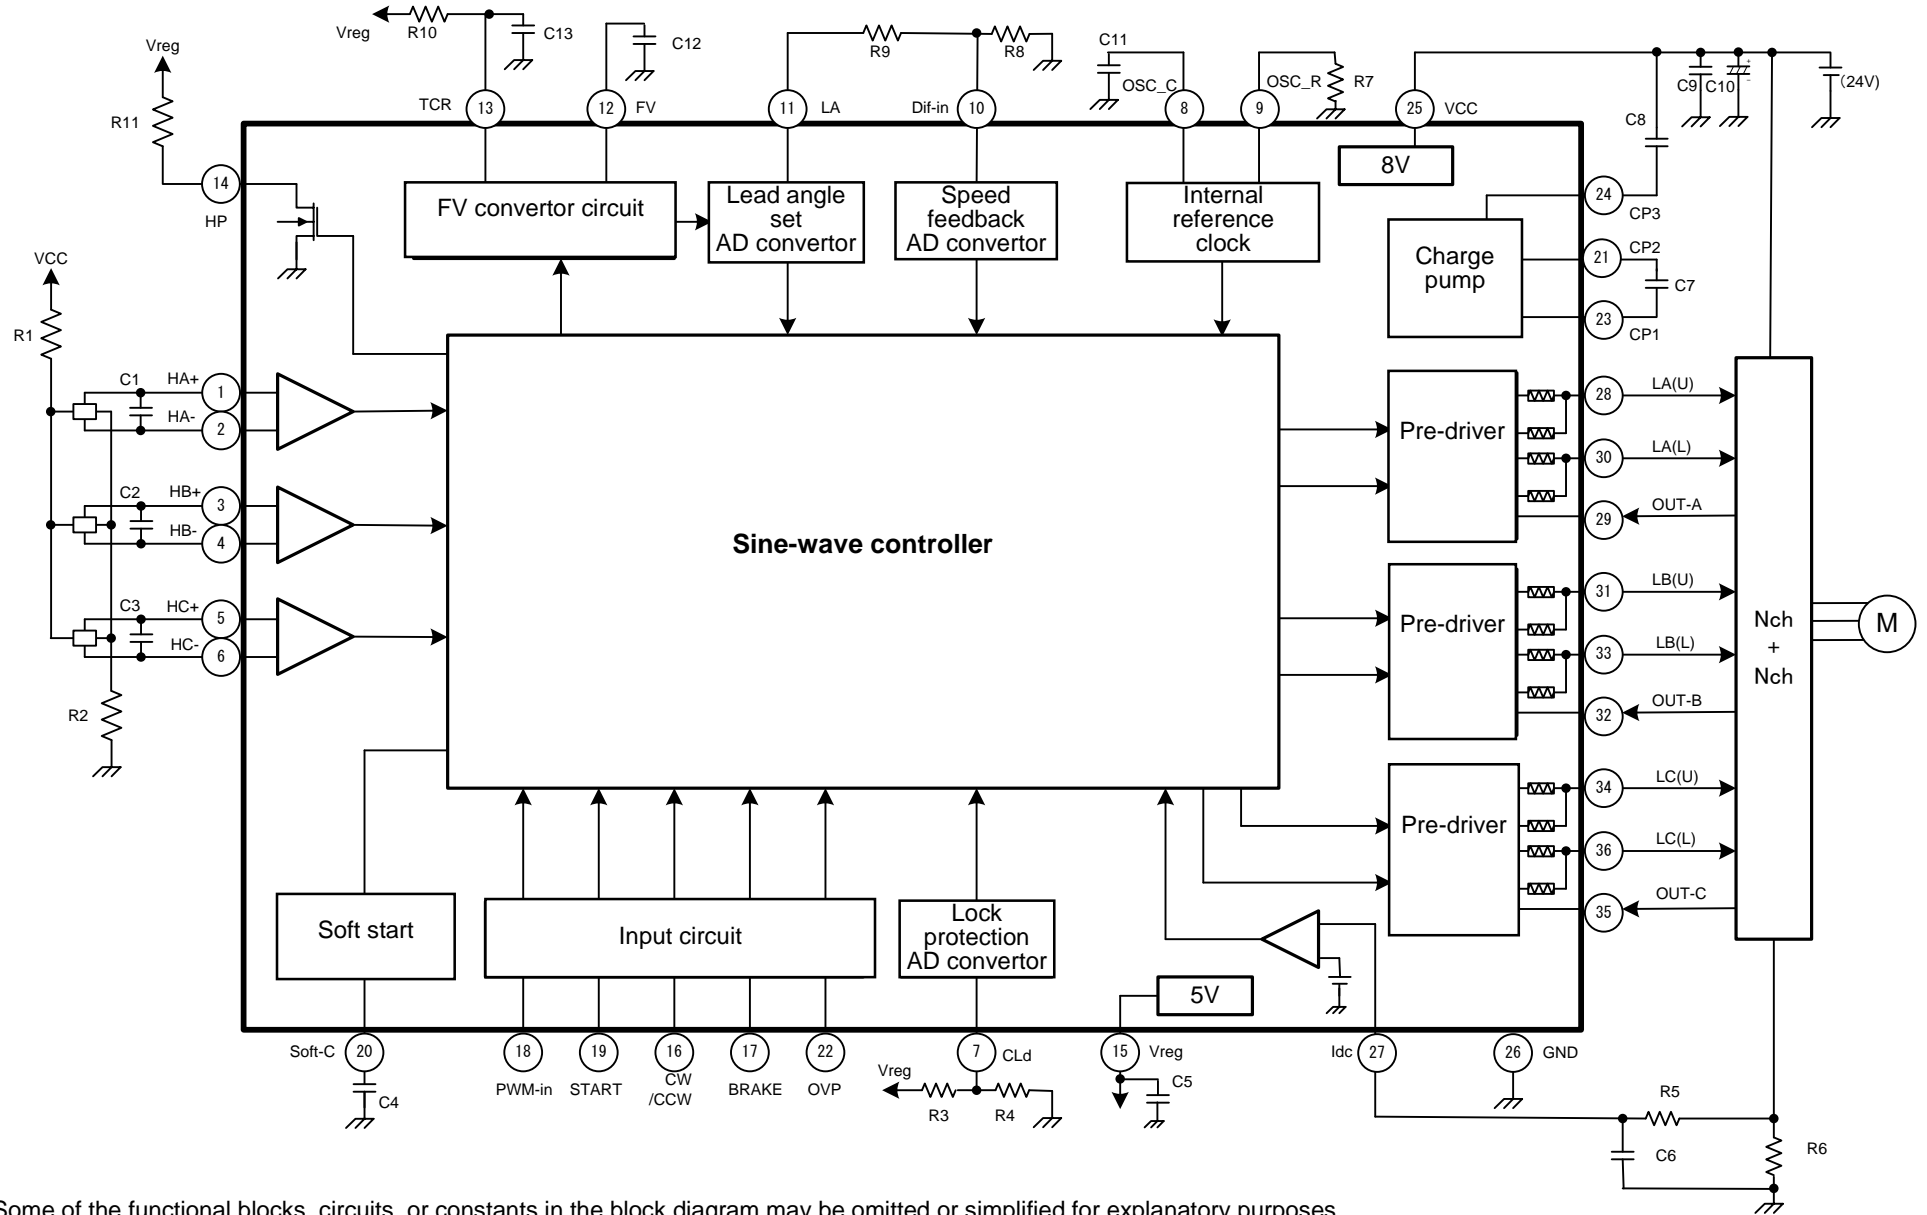 Vreg
R10
C13
C12
R9
R8
C11
OSC_C
OSC_R
R7
C9
C10
+
-
(24V)
Vreg
R11
TCR
13
12
FV
11
LA
Dif-in
10
8
9
25
VCC
C8
8V
14
HP
FV convertor circuit
Lead angle
set
AD convertor
Speed
feedback
AD convertor
Internal
reference
clock
24
CP3
Charge
pump
21
CP2
C7
23
CP1
VCC
R1
C1
HA+
1
HA-
2
C2
HB+
3
HB-
4
C3
HC+
5
HC-
6
R2
Sine-wave controller
Pre-driver
28
LA(U)
30
LA(L)
29
OUT-A
Pre-driver
31
LB(U)
33
LB(L)
32
OUT-B
Nch
+
Nch
M
Pre-driver
34
LC(U)
36
LC(L)
35
OUT-C
Soft start
Input circuit
Lock
protection
AD convertor
5V
Soft-C
20
C4
18
PWM-in
19
START
16
CW
/CCW
17
BRAKE
22
OVP
7
CLd
Vreg
R3
R4
15
Vreg
C5
Idc
27
26
GND
R5
C6
R6
Some of the functional blocks, circuits, or constants in the block diagram may be omitted or simplified for explanatory purposes